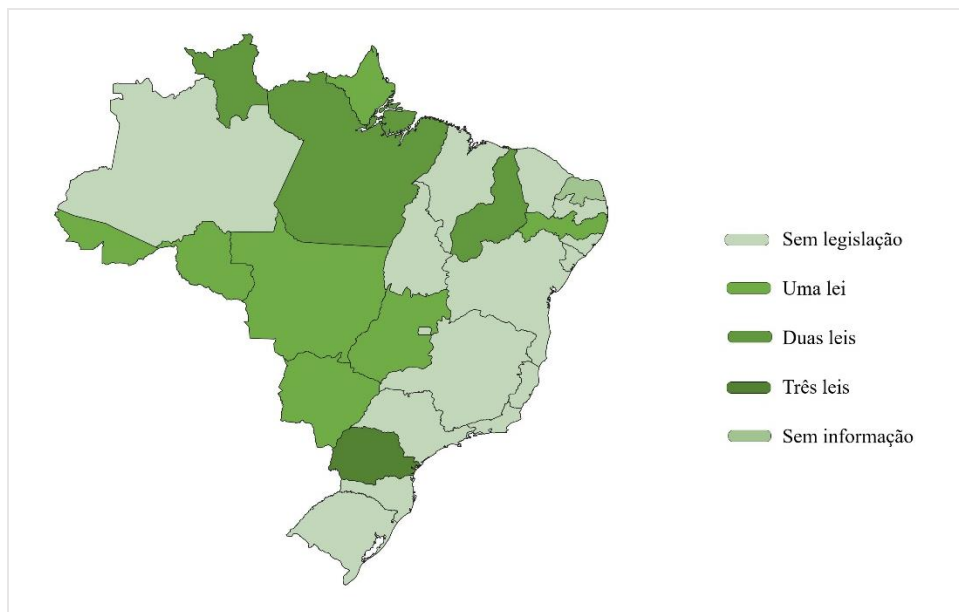 Sem legislação
Uma lei
Duas leis
Três leis
Sem informação